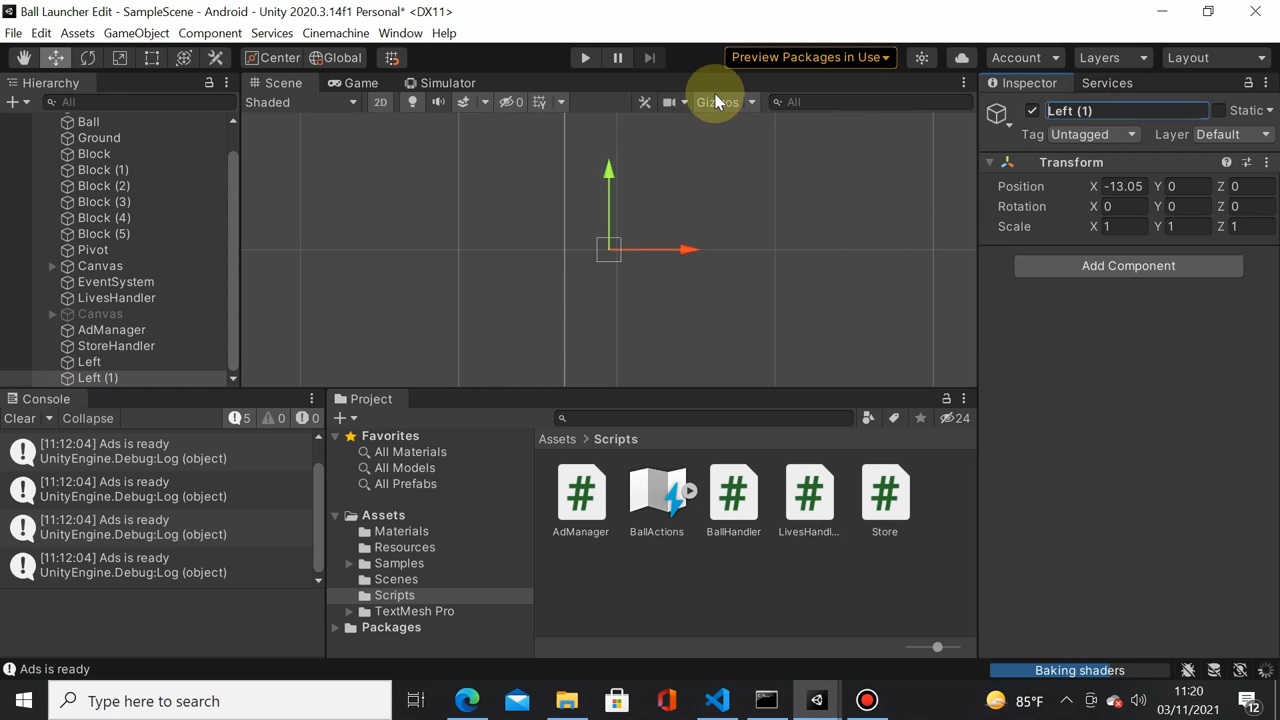 Ball Launcher Edit - SampleScene - Android - Unity 2020.3.14f1 Personal* <DX11>
File Edit Assets GameObject Component Services Cinemachine Window Help
Center Global Preview Packages in Use Account Layers Layout
Hierarchy
All
Ball
Ground
Block
Block (1)
Block (2)
Block (3)
Block (4)
Block (5)
Pivot
Canvas
EventSystem
LivesHandler
Canvas
AdManager
StoreHandler
Left
Left (1)
Scene Game Simulator
Shaded 2D 0 Gizmos All
Inspector Services
Left (1) Static
Tag Untagged Layer Default
Transform
Position X -13.05 Y 0 Z 0
Rotation X 0 Y 0 Z 0
Scale X 1 Y 1 Z 1
Add Component
Console
Clear Collapse 5 0 0
[11:12:04] Ads is ready
UnityEngine.Debug:Log (object)
[11:12:04] Ads is ready
UnityEngine.Debug:Log (object)
[11:12:04] Ads is ready
UnityEngine.Debug:Log (object)
[11:12:04] Ads is ready
UnityEngine.Debug:Log (object)
Project
24
Favorites
All Materials
All Models
All Prefabs
Assets
Materials
Resources
Samples
Scenes
Scripts
TextMesh Pro
Packages
Assets > Scripts
AdManager BallActions BallHandler LivesHandl... Store
Ads is ready
Baking shaders
Type here to search
85°F
11:20
03/11/2021
12